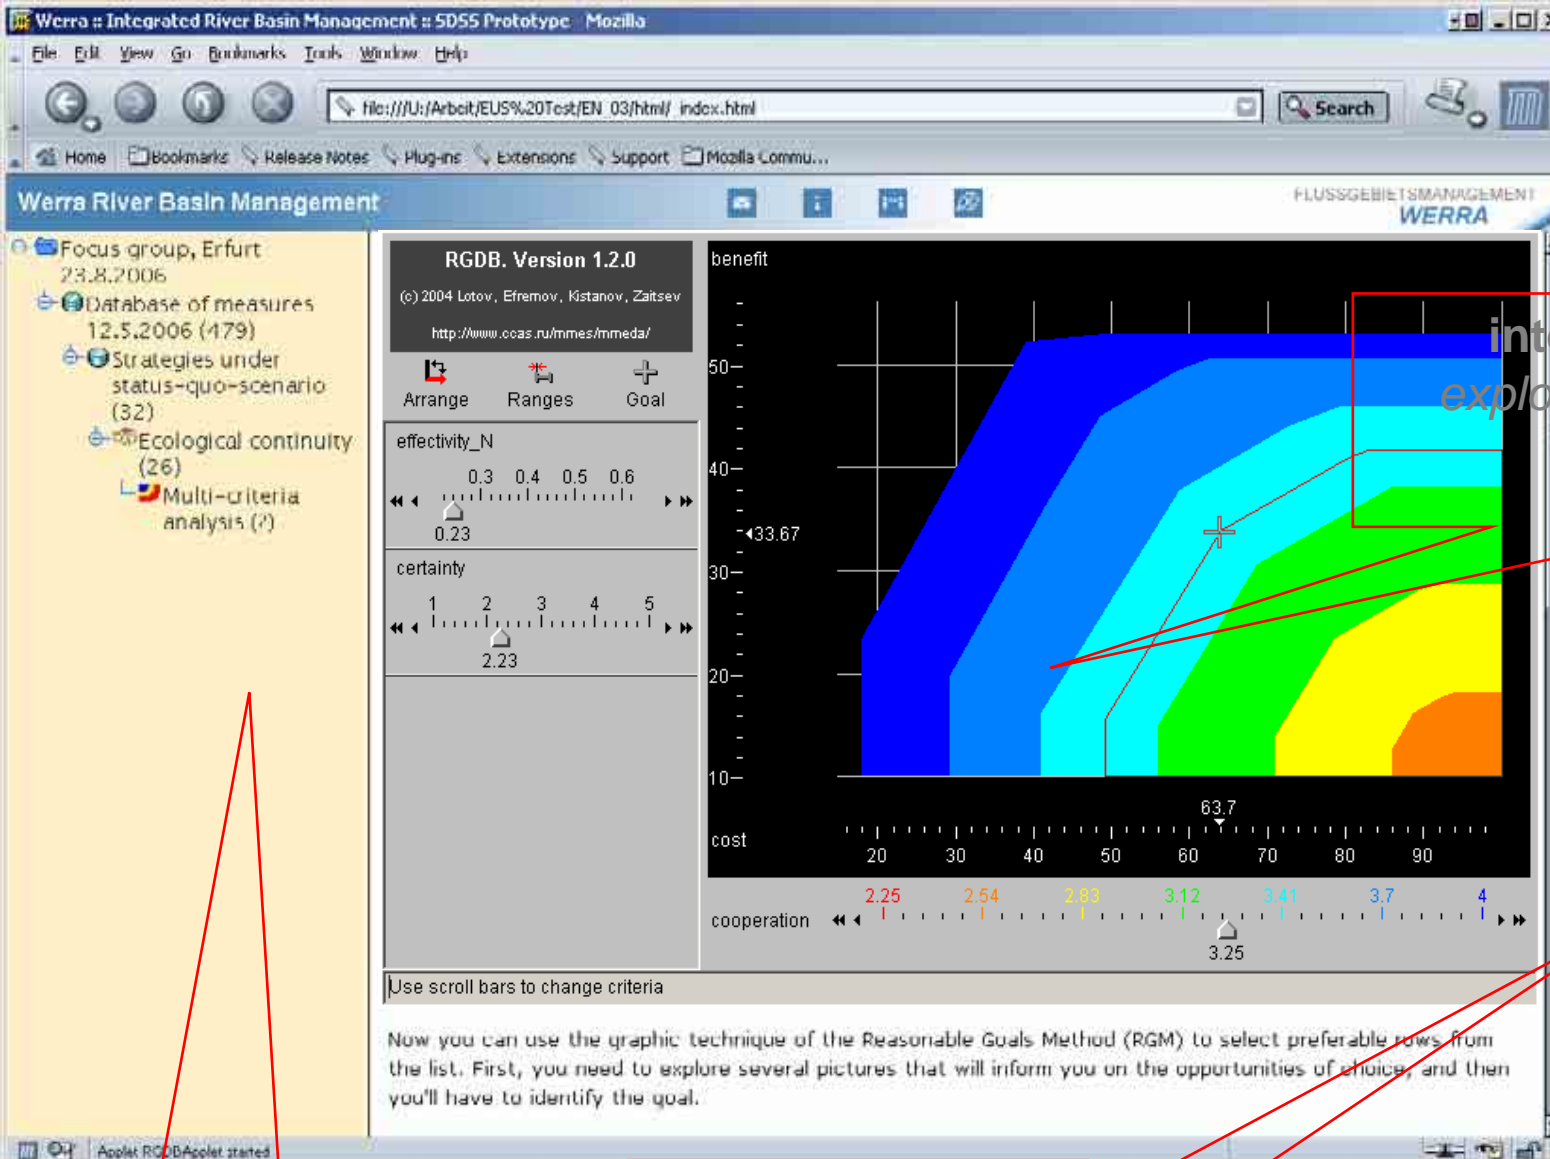 Werra :: Integrated River Basin Management :: SDSS Prototype - Mozilla
File Edit View Go Bookmarks Tools Window Help
file:///U:/Arbeit/EUS%20Test/EN_03/html/_index.html
Search
Home Bookmarks Release Notes Plug-ins Extensions Support Mozilla Commu...
Werra River Basin Management
FLUSSGEBIETSMANAGEMENT
WERRA
Focus group, Erfurt
23.8.2006
Database of measures
12.5.2006 (479)
Strategies under
status-quo-scenario
(32)
Ecological continuity
(26)
Multi-criteria
analysis (?)
RGDB. Version 1.2.0
(c) 2004 Lotov, Efremov, Kistanov, Zaitsev
http://www.ccas.ru/mmes/mmeda/
Arrange Ranges Goal
effectivity_N
0.3 0.4 0.5 0.6
0.23
certainty
1 2 3 4 5
2.23
benefit
50
40
33.67
30
20
10
63.7
cost
20 30 40 50 60 70 80 90
2.25 2.54 2.83 3.12 3.41 3.7 4
cooperation
3.25
Use scroll bars to change criteria
Now you can use the graphic technique of the Reasonable Goals Method (RGM) to select preferable rows from
the list. First, you need to explore several pictures that will inform you on the opportunities of choice, and then
you'll have to identify the goal.
Applet RGDBApplet started